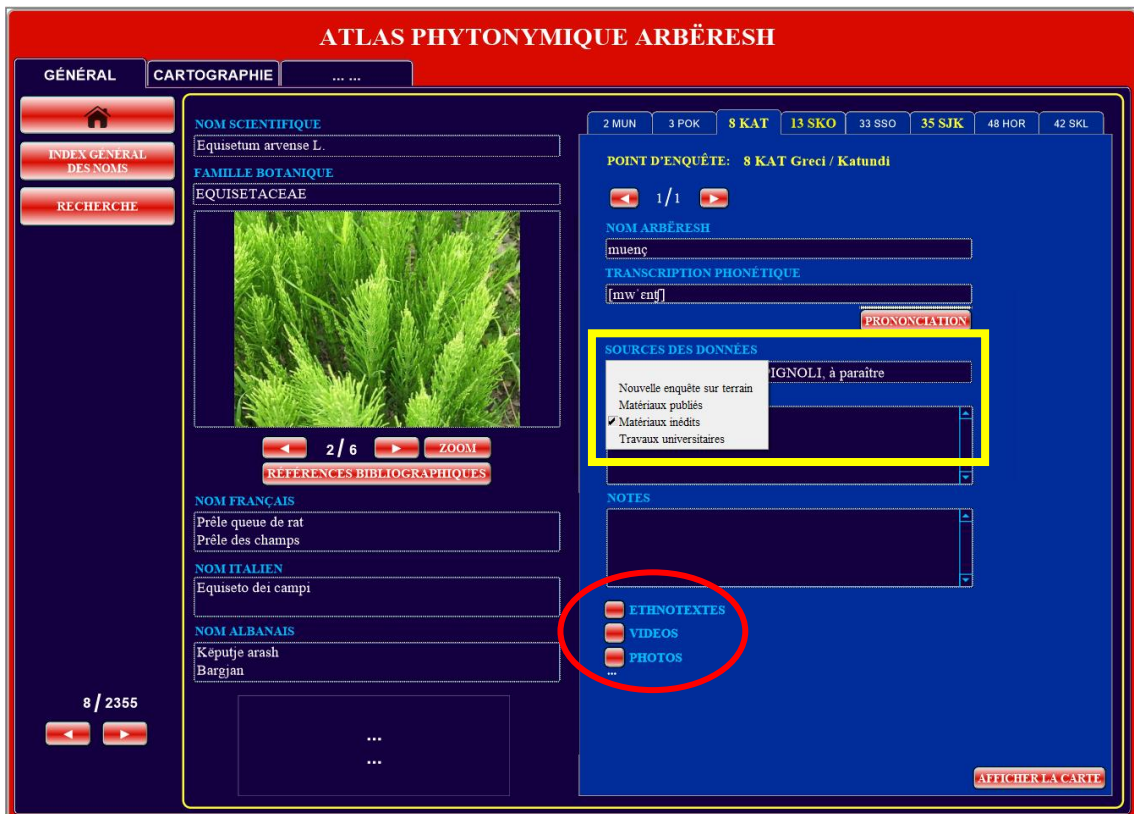 ATLAS PHYTONYMIQUE ARBËRESH
GÉNÉRAL
CARTOGRAPHIE
... ...
INDEX GÉNÉRAL
DES NOMS
RECHERCHE
8/2355
NOM SCIENTIFIQUE
Equisetum arvense L.
FAMILLE BOTANIQUE
EQUISETACEAE
2/6
ZOOM
RÉFÉRENCES BIBLIOGRAPHIQUES
NOM FRANÇAIS
Prêle queue de rat
Prêle des champs
NOM ITALIEN
Equiseto dei campi
NOM ALBANAIS
Këputje arash
Bargjan
...
...
2 MUN 3 POK 8 KAT 13 SKO 33 SSO 35 SJK 48 HOR 42 SKL
POINT D'ENQUÊTE: 8 KAT Greci / Katundi
1/1
NOM ARBËRESH
muenç
TRANSCRIPTION PHONÉTIQUE
[mwˈɛnʧ]
PRONONCIATION
SOURCES DES DONNÉES
PIGNOLI, à paraître
Nouvelle enquête sur terrain
Matériaux publiés
✔ Matériaux inédits
Travaux universitaires
NOTES
ETHNOTEXTES
VIDEOS
PHOTOS
...
AFFICHER LA CARTE